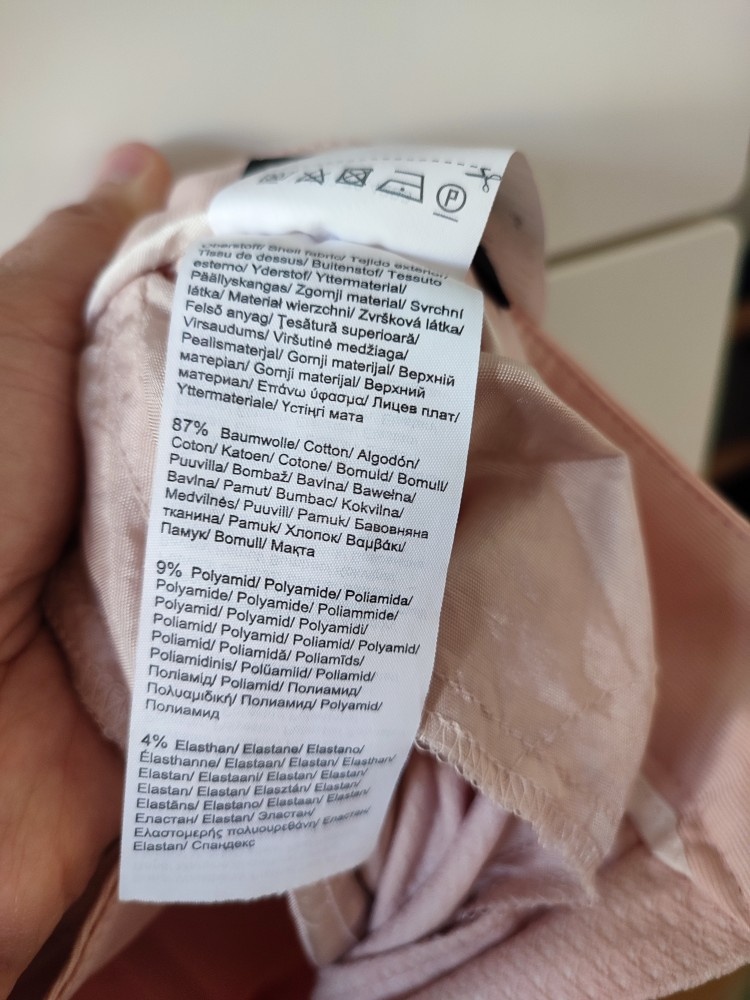 P
Oberstoff/ Shell fabric/ Tejido exterior/
Tissu de dessus/ Buitenstof/ Tessuto
esterno/ Yderstof/ Yttermaterial/
Päällyskangas/ Zgornji material/ Svrchní
látka/ Materiał wierzchni/ Zvršková látka/
Felső anyag/ Țesătură superioară/
Virsaudums/ Viršutinė medžiaga/
Pealismaterjal/ Gornji materijal/ Верхній
матеріал/ Gornji materijal/ Верхний
материал/ Επάνω ύφασμα/ Лицев плат/
Yttermateriale/ Үстіңгі мата
87% Baumwolle/ Cotton/ Algodón/
Coton/ Katoen/ Cotone/ Bomuld/ Bomull/
Puuvilla/ Bombaž/ Bavlna/ Bawełna/
Bavlna/ Pamut/ Bumbac/ Kokvilna/
Medvilnės/ Puuvill/ Pamuk/ Бавовняна
тканина/ Pamuk/ Хлопок/ Βαμβάκι/
Памук/ Bomull/ Мақта
9% Polyamid/ Polyamide/ Poliamida/
Polyamide/ Polyamide/ Poliammide/
Polyamid/ Polyamid/ Polyamidi/
Poliamid/ Polyamid/ Poliamid/ Polyamid/
Poliamid/ Poliamidă/ Poliamīds/
Poliamidinis/ Polüamiid/ Poliamid/
Поліамід/ Poliamid/ Полиамид/
Πολυαμιδική/ Полиамид/ Polyamid/
Полиамид
4% Elasthan/ Elastane/ Elastano/
Élasthanne/ Elastaan/ Elastan/ Elasthan/
Elastan/ Elastaani/ Elastan/ Elastan/
Elastan/ Elastan/ Elasztán/ Elastan/
Elastāns/ Elastano/ Elastaan/ Elastan/
Еластан/ Elastan/ Эластан/
Ελαστομερής πολυουρεθάνη/ Еластан/
Elastan/ Спандекс